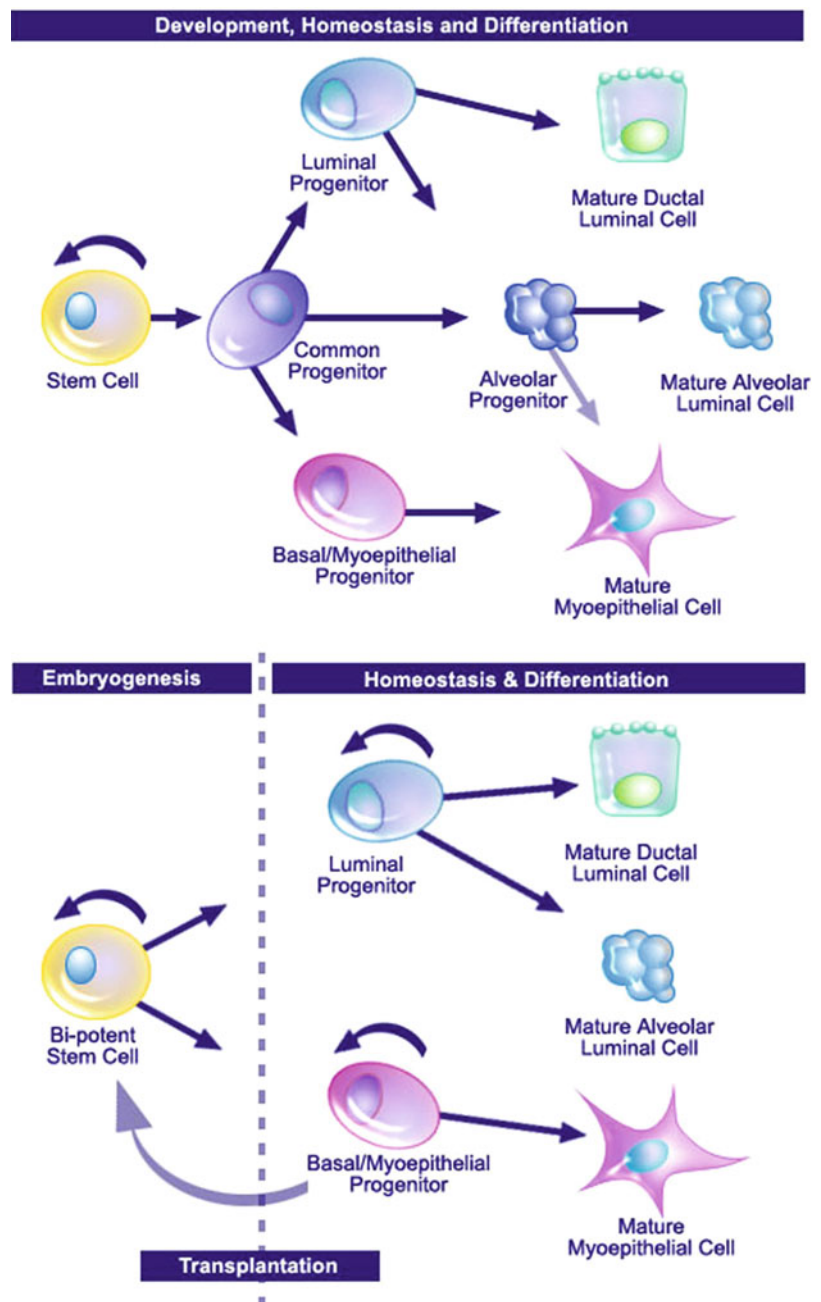 Development, Homeostasis and Differentiation
Luminal
Progenitor
Mature Ductal
Luminal Cell
Stem Cell
Common
Progenitor
Alveolar
Progenitor
Mature Alveolar
Luminal Cell
Basal/Myoepithelial
Progenitor
Mature
Myoepithelial Cell
Embryogenesis
Homeostasis & Differentiation
Luminal
Progenitor
Mature Ductal
Luminal Cell
Bi-potent
Stem Cell
Mature Alveolar
Luminal Cell
Basal/Myoepithelial
Progenitor
Mature
Myoepithelial Cell
Transplantation